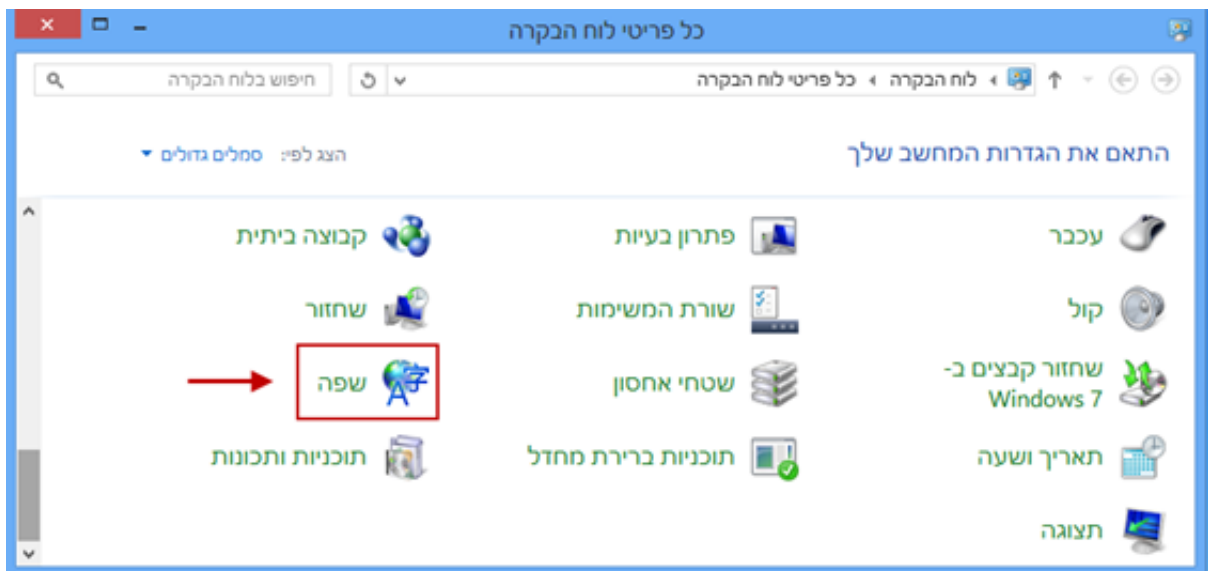 כל פריטי לוח הבקרה
לוח הבקרה
כל פריטי לוח הבקרה
חיפוש בלוח הבקרה
התאם את הגדרות המחשב שלך
הצג לפי: סמלים גדולים
עכבר
פתרון בעיות
קבוצה ביתית
קול
שורת המשימות
שחזור
שחזור קבצים ב-
Windows 7
שטחי אחסון
שפה
תאריך ושעה
תוכניות ברירת מחדל
תוכניות ותכונות
תצוגה